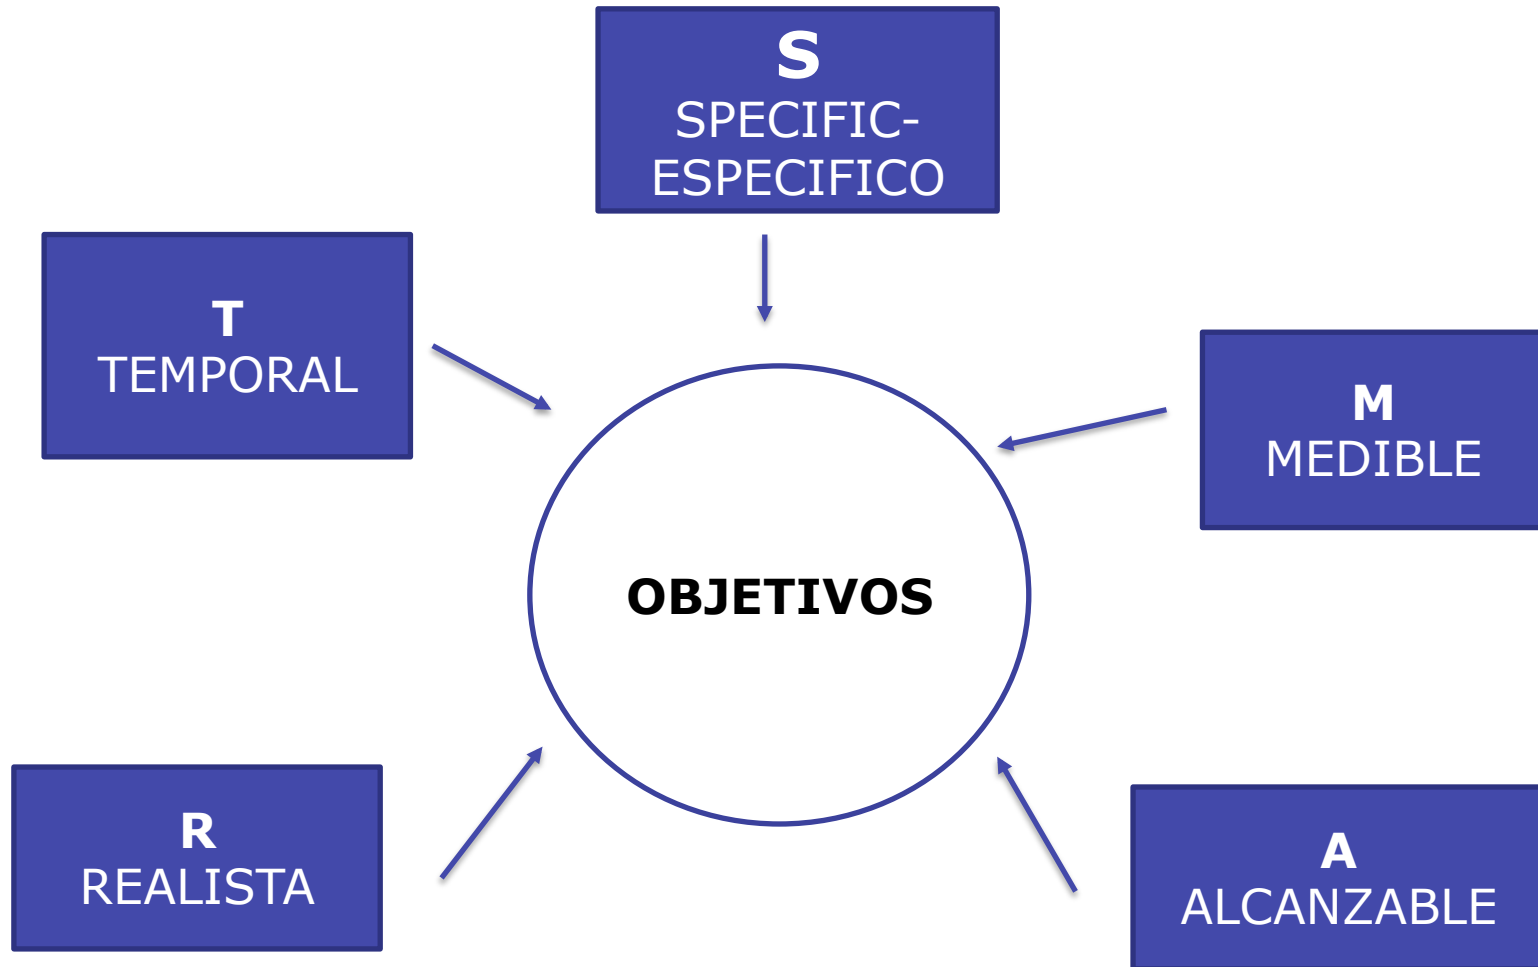 S
SPECIFIC-
ESPECIFICO
T
TEMPORAL
M
MEDIBLE
OBJETIVOS
R
REALISTA
A
ALCANZABLE